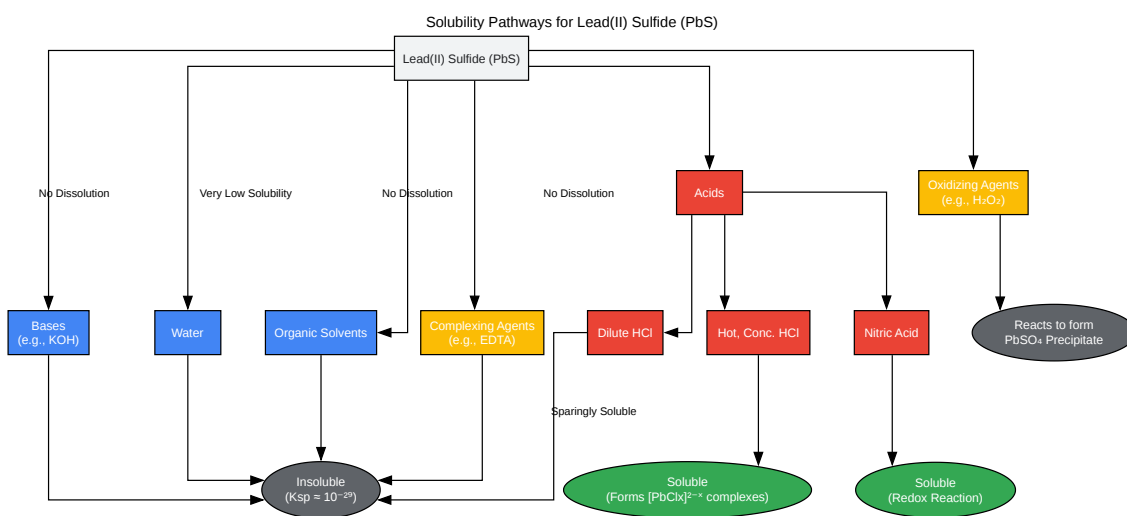 Solubility Pathways for Lead(II) Sulfide (PbS)
Lead(II) Sulfide (PbS)
No Dissolution
Very Low Solubility
No Dissolution
No Dissolution
Acids
Oxidizing Agents
(e.g., H₂O₂)
Bases
(e.g., KOH)
Water
Organic Solvents
Complexing Agents
(e.g., EDTA)
Dilute HCl
Hot, Conc. HCl
Nitric Acid
Reacts to form
PbSO₄ Precipitate
Sparingly Soluble
Insoluble
(Ksp ≈ 10⁻²⁹)
Soluble
(Forms [PbClx]²⁻ˣ complexes)
Soluble
(Redox Reaction)